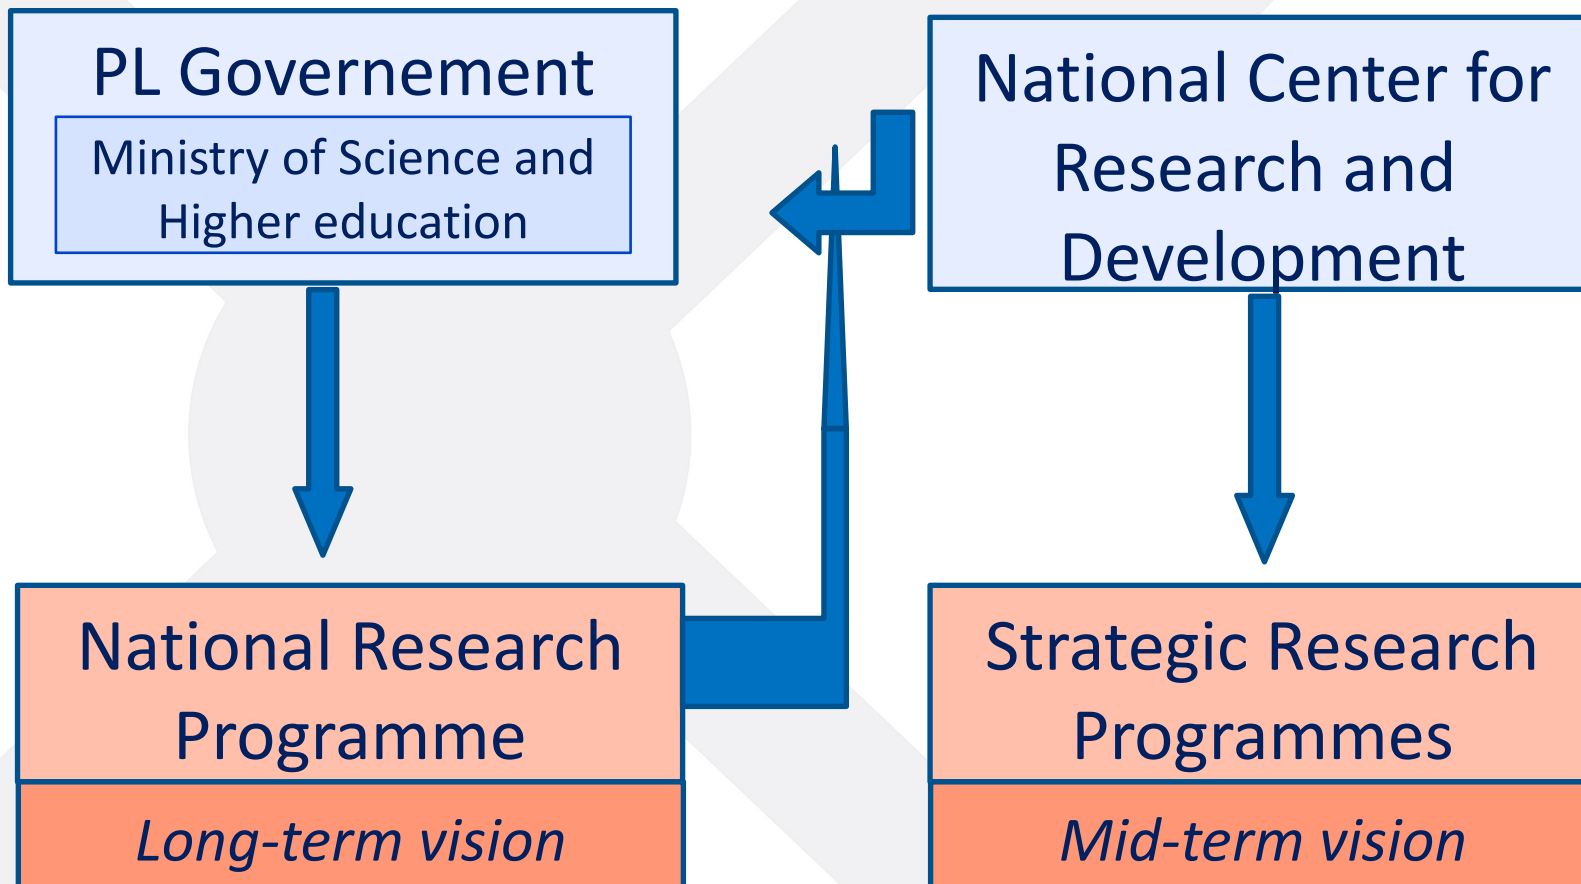 PL Governement
Ministry of Science and
Higher education
National Center for
Research and
Development
National Research
Programme
Long-term vision
Strategic Research
Programmes
Mid-term vision